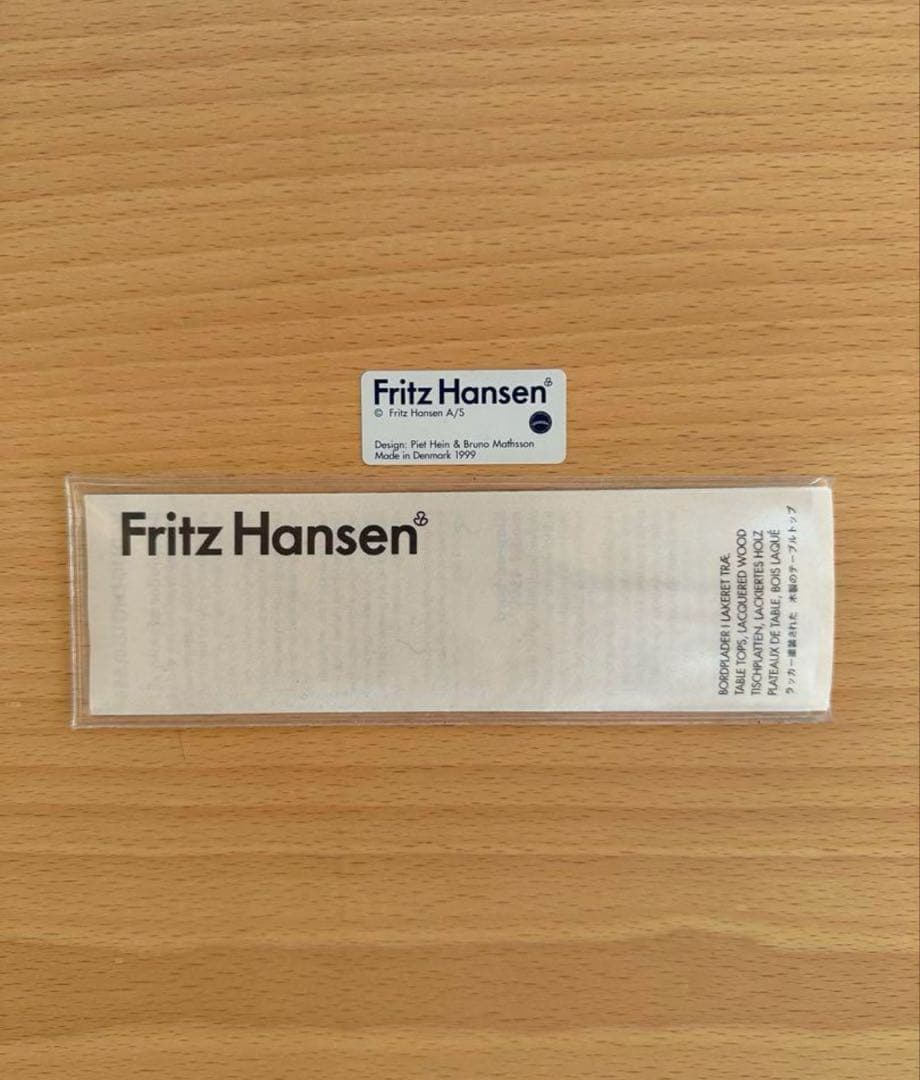 Fritz Hansen
© Fritz Hansen A/S
Design: Piet Hein & Bruno Mathsson
Made in Denmark 1999
Fritz Hansen
BORDPLADER I LAKERET TRÆ
TABLE TOPS, LACQUERED WOOD
TISCHPLATTEN, LACKIERTES HOLZ
PLATEAUX DE TABLE, BOIS LAQUÉ
ラッカー塗装された 木製のテーブルトップ